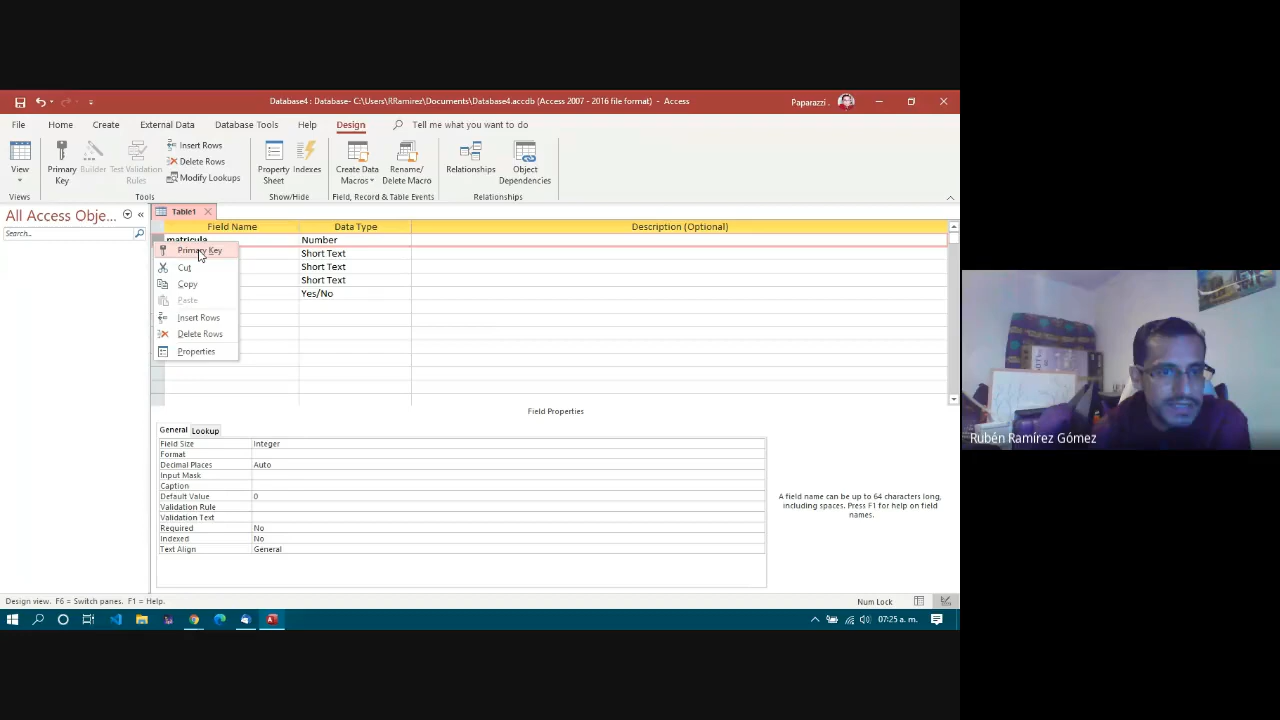 Database4 : Database- C:\Users\RRamirez\Documents\Database4.accdb (Access 2007 - 2016 file format) - Access
Paparazzi .
File Home Create External Data Database Tools Help Design Tell me what you want to do
View
Primary Key
Builder
Test Validation Rules
Insert Rows
Delete Rows
Modify Lookups
Property Sheet
Indexes
Create Data Macros
Rename/ Delete Macro
Relationships
Object Dependencies
Views Tools Show/Hide Field, Record & Table Events Relationships
All Access Obje...
Search...
Table1
Field Name Data Type Description (Optional)
matricula Number
Short Text
Short Text
Short Text
Yes/No
Primary Key
Cut
Copy
Paste
Insert Rows
Delete Rows
Properties
Field Properties
General Lookup
Field Size Integer
Format
Decimal Places Auto
Input Mask
Caption
Default Value 0
Validation Rule
Validation Text
Required No
Indexed No
Text Align General
A field name can be up to 64 characters long,
including spaces. Press F1 for help on field
names.
Rubén Ramírez Gómez
Design view. F6 = Switch panes. F1 = Help.
Num Lock
07:25 a. m.